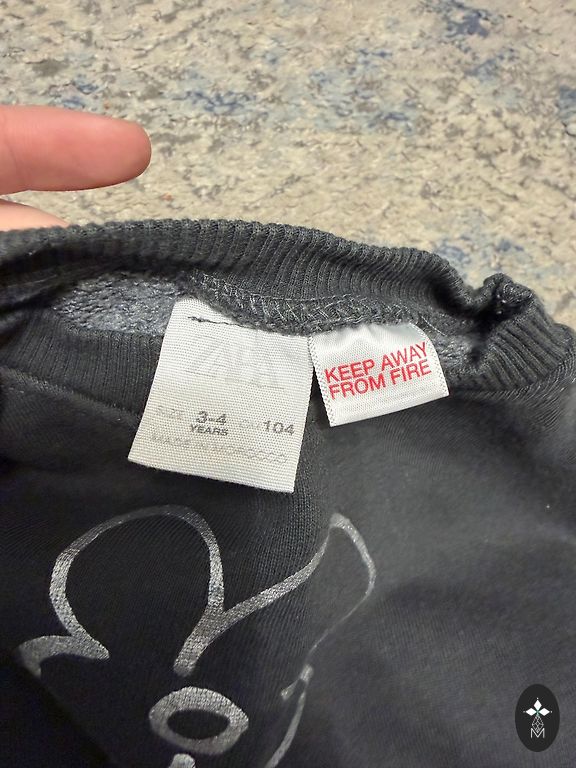 ZARA
SIZE 3-4 CM 104
YEARS
MADE IN MOROCCO
KEEP AWAY
FROM FIRE
M